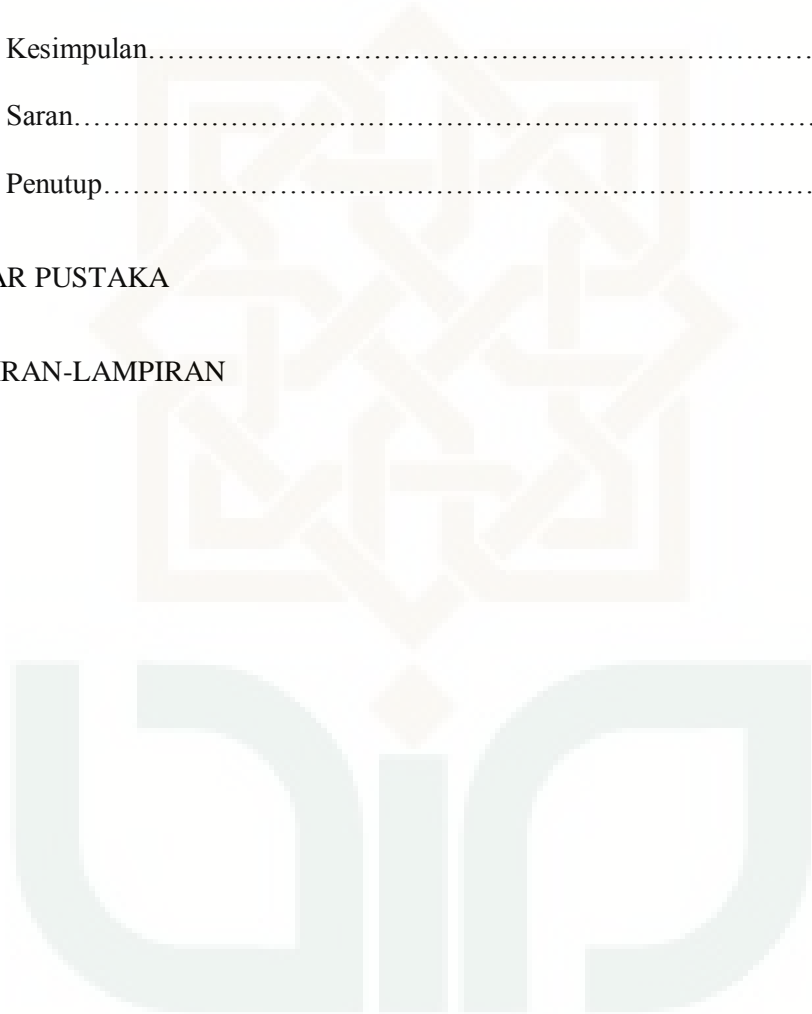 Kesimpulan……………………………………………………………………
Saran……………………………………………………………………………
Penutup…………………………………………………………………………
AR PUSTAKA
RAN-LAMPIRAN